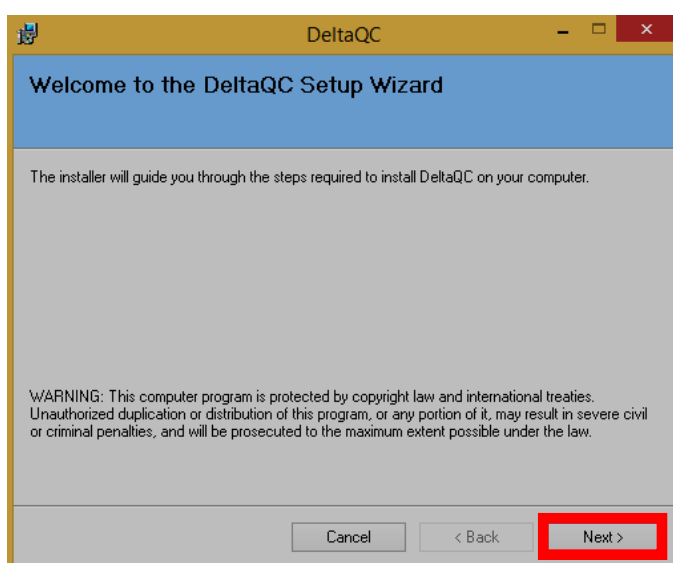 DeltaQC
Welcome to the DeltaQC Setup Wizard
The installer will guide you through the steps required to install DeltaQC on your computer.
WARNING: This computer program is protected by copyright law and international treaties.
Unauthorized duplication or distribution of this program, or any portion of it, may result in severe civil
or criminal penalties, and will be prosecuted to the maximum extent possible under the law.
Cancel
< Back
Next >